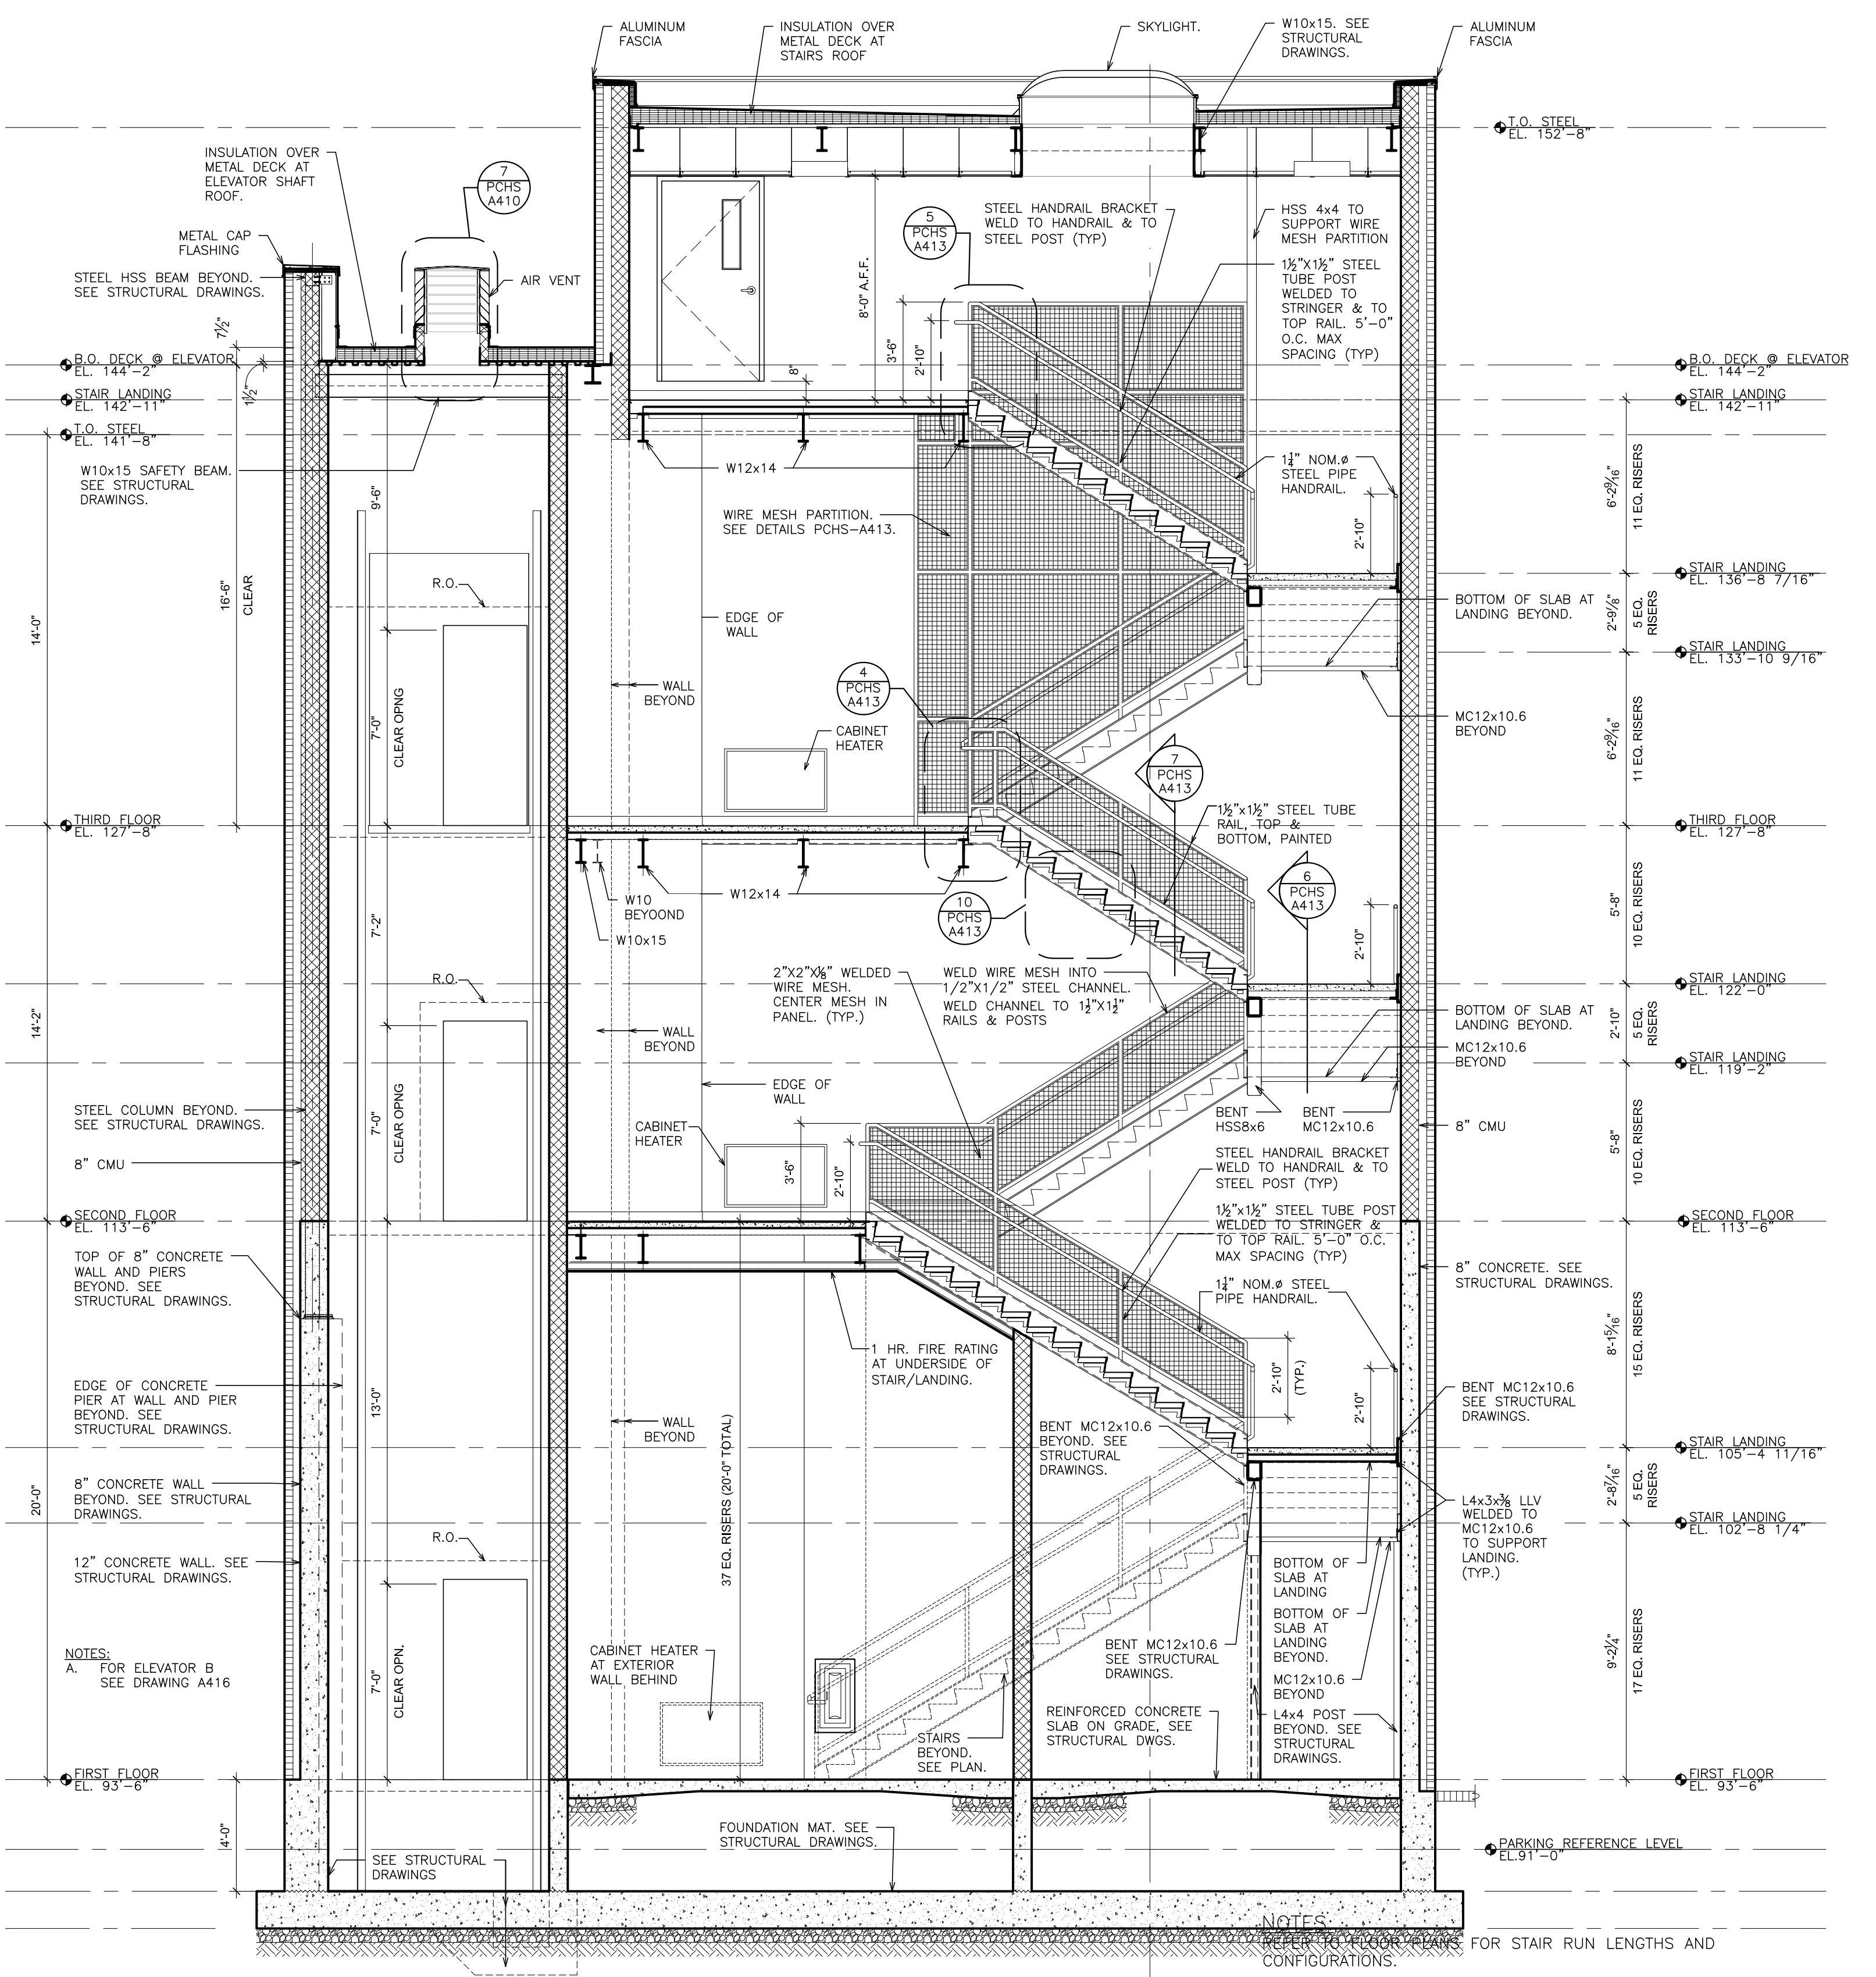 ALUMINUM
FASCIA
INSULATION OVER
METAL DECK AT
STAIRS ROOF
SKYLIGHT.
W10x15. SEE
STRUCTURAL
DRAWINGS.
ALUMINUM
FASCIA
T.O. STEEL
EL. 152'-8"
INSULATION OVER
METAL DECK AT
ELEVATOR SHAFT
ROOF.
7
PCHS
A410
METAL CAP
FLASHING
STEEL HSS BEAM BEYOND.
SEE STRUCTURAL DRAWINGS.
AIR VENT
7½"
B.O. DECK @ ELEVATOR
EL. 144'-2"
1½"
STAIR LANDING
EL. 142'-11"
T.O. STEEL
EL. 141'-8"
W10x15 SAFETY BEAM.
SEE STRUCTURAL
DRAWINGS.
8'-0" A.F.F.
8"
3'-6"
2'-10"
5
PCHS
A413
STEEL HANDRAIL BRACKET
WELD TO HANDRAIL & TO
STEEL POST (TYP)
HSS 4x4 TO
SUPPORT WIRE
MESH PARTITION
1½"X1½" STEEL
TUBE POST
WELDED TO
STRINGER & TO
TOP RAIL. 5'-0"
O.C. MAX
SPACING (TYP)
B.O. DECK @ ELEVATOR
EL. 144'-2"
STAIR LANDING
EL. 142'-11"
W12x14
1¼" NOM.ø
STEEL PIPE
HANDRAIL.
2'-10"
6'-2 9/16"
11 EQ. RISERS
WIRE MESH PARTITION.
SEE DETAILS PCHS-A413.
9'-6"
16'-6"
CLEAR
14'-0"
R.O.
7'-0"
CLEAR OPNG
EDGE OF
WALL
WALL
BEYOND
CABINET
HEATER
4
PCHS
A413
STAIR LANDING
EL. 136'-8 7/16"
BOTTOM OF SLAB AT
LANDING BEYOND.
2'-9⅞"
5 EQ.
RISERS
STAIR LANDING
EL. 133'-10 9/16"
MC12x10.6
BEYOND
6'-2 9/16"
11 EQ. RISERS
7
PCHS
A413
1½"x1½" STEEL TUBE
RAIL, TOP &
BOTTOM, PAINTED
THIRD FLOOR
EL. 127'-8"
THIRD FLOOR
EL. 127'-8"
W12x14
W10
BEYOOND
W10x15
10
PCHS
A413
6
PCHS
A413
5'-8"
10 EQ. RISERS
2'-10"
7'-2"
14'-2"
R.O.
7'-0"
CLEAR OPNG
2"X2"X⅛" WELDED
WIRE MESH.
CENTER MESH IN
PANEL. (TYP.)
WELD WIRE MESH INTO
1/2"X1/2" STEEL CHANNEL.
WELD CHANNEL TO 1½"X1½"
RAILS & POSTS
WALL
BEYOND
STAIR LANDING
EL. 122'-0"
BOTTOM OF SLAB AT
LANDING BEYOND.
MC12x10.6
BEYOND
2'-10"
5 EQ.
RISERS
STAIR LANDING
EL. 119'-2"
EDGE OF
WALL
BENT
HSS8x6
BENT
MC12x10.6
8" CMU
STEEL COLUMN BEYOND.
SEE STRUCTURAL DRAWINGS.
8" CMU
CABINET
HEATER
3'-6"
2'-10"
STEEL HANDRAIL BRACKET
WELD TO HANDRAIL & TO
STEEL POST (TYP)
5'-8"
10 EQ. RISERS
SECOND FLOOR
EL. 113'-6"
1½"x1½" STEEL TUBE POST
WELDED TO STRINGER &
TO TOP RAIL. 5'-0" O.C.
MAX SPACING (TYP)
SECOND FLOOR
EL. 113'-6"
TOP OF 8" CONCRETE
WALL AND PIERS
BEYOND. SEE
STRUCTURAL DRAWINGS.
8" CONCRETE. SEE
STRUCTURAL DRAWINGS.
1¼" NOM.ø STEEL
PIPE HANDRAIL.
1 HR. FIRE RATING
AT UNDERSIDE OF
STAIR/LANDING.
2'-10"
(TYP.)
2'-10"
8'-1 5/16"
15 EQ. RISERS
EDGE OF CONCRETE
PIER AT WALL AND PIER
BEYOND. SEE
STRUCTURAL DRAWINGS.
13'-0"
WALL
BEYOND
37 EQ. RISERS (20'-0" TOTAL)
BENT MC12x10.6
BEYOND. SEE
STRUCTURAL
DRAWINGS.
BENT MC12x10.6
SEE STRUCTURAL
DRAWINGS.
STAIR LANDING
EL. 105'-4 11/16"
8" CONCRETE WALL
BEYOND. SEE STRUCTURAL
DRAWINGS.
20'-0"
2'-8 7/16"
5 EQ.
RISERS
L4x3x⅜ LLV
WELDED TO
MC12x10.6
TO SUPPORT
LANDING.
(TYP.)
STAIR LANDING
EL. 102'-8 1/4"
R.O.
12" CONCRETE WALL. SEE
STRUCTURAL DRAWINGS.
BOTTOM OF
SLAB AT
LANDING
BOTTOM OF
SLAB AT
LANDING
BEYOND.
MC12x10.6
BEYOND
9'-2¼"
17 EQ. RISERS
NOTES:
A. FOR ELEVATOR B
SEE DRAWING A416
7'-0"
CLEAR OPN.
CABINET HEATER
AT EXTERIOR
WALL BEHIND
BENT MC12x10.6
SEE STRUCTURAL
DRAWINGS.
STAIRS
BEYOND.
SEE PLAN.
REINFORCED CONCRETE
SLAB ON GRADE, SEE
STRUCTURAL DWGS.
L4x4 POST
BEYOND. SEE
STRUCTURAL
DRAWINGS.
FIRST FLOOR
EL. 93'-6"
FIRST FLOOR
EL. 93'-6"
4'-0"
FOUNDATION MAT. SEE
STRUCTURAL DRAWINGS.
SEE STRUCTURAL
DRAWINGS
PARKING REFERENCE LEVEL
EL.91'-0"
NOTES
REFER TO FLOOR PLANS FOR STAIR RUN LENGTHS AND
CONFIGURATIONS.